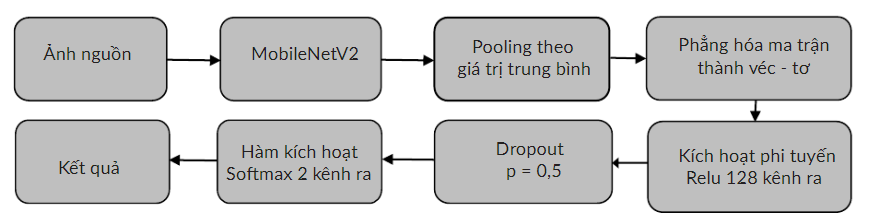 Ảnh nguồn
MobileNetV2
Pooling theo
giá trị trung bình
Phẳng hóa ma trận
thành véc - tơ
Kích hoạt phi tuyến
Relu 128 kênh ra
Dropout
p = 0,5
Hàm kích hoạt
Softmax 2 kênh ra
Kết quả